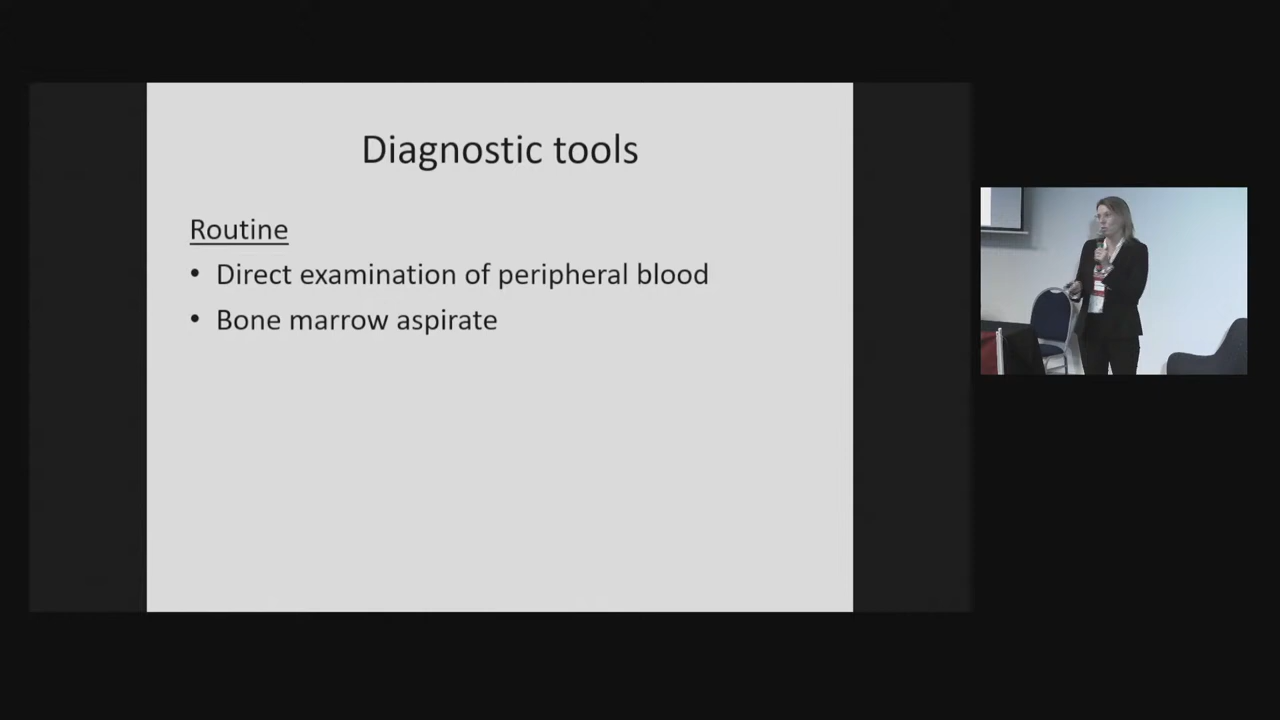 Diagnostic tools
Routine
• Direct examination of peripheral blood
• Bone marrow aspirate